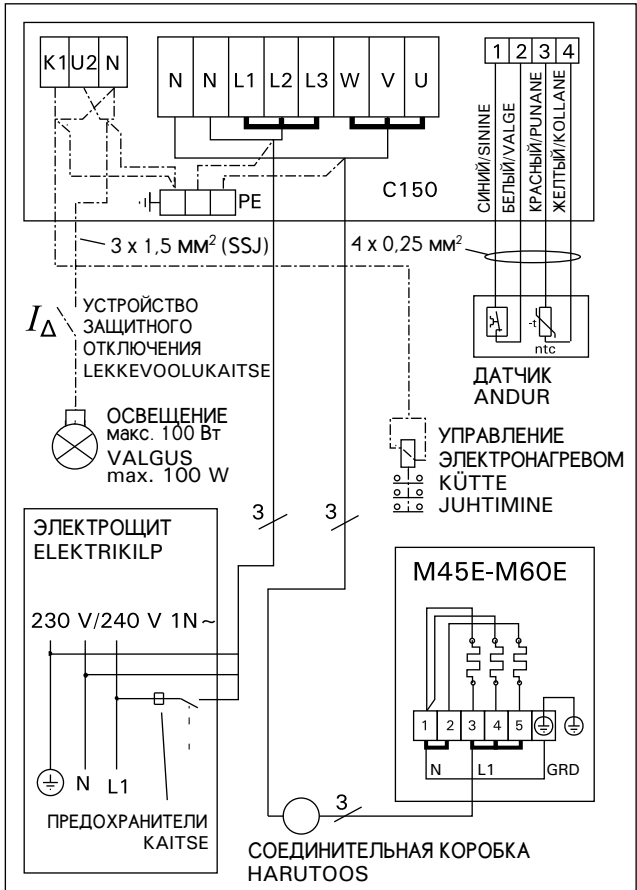 K1 U2 N
N N L1 L2 L3 W V U
1 2 3 4
СИНИЙ/SININE
БЕЛЫЙ/VALGE
КРАСНЫЙ/PUNANE
ЖЕЛТЫЙ/KOLLANE
PE
C150
3 x 1,5 мм² (SSJ)
4 x 0,25 мм²
I∆
УСТРОЙСТВО
ЗАЩИТНОГО
ОТКЛЮЧЕНИЯ
LEKKEVOOLUKAITSE
-t
ntc
ДАТЧИК
ANDUR
ОСВЕЩЕНИЕ
макс. 100 Вт
VALGUS
max. 100 W
УПРАВЛЕНИЕ
ЭЛЕКТРОНАГРЕВОМ
KÜTTE
JUHTIMINE
3
3
ЭЛЕКТРОЩИТ
ELEKTRIKILP
230 V/240 V 1N~
N
L1
ПРЕДОХРАНИТЕЛИ
KAITSE
M45E-M60E
1 2 3 4 5
N L1 GRD
3
СОЕДИНИТЕЛЬНАЯ КОРОБКА
HARUTOOS